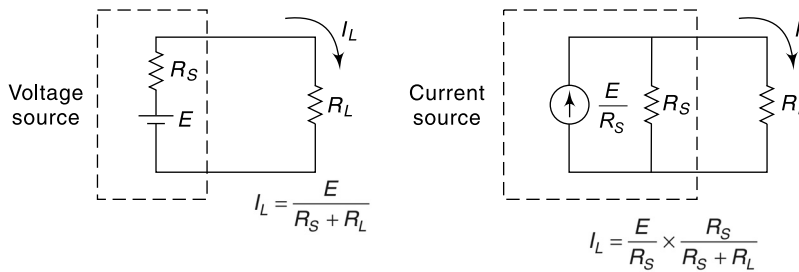 Voltage source
R_S
E
I_L
R_L
I_L = E / (R_S + R_L)
Current source
E / R_S
R_S
I_L = E / R_S × R_S / (R_S + R_L)